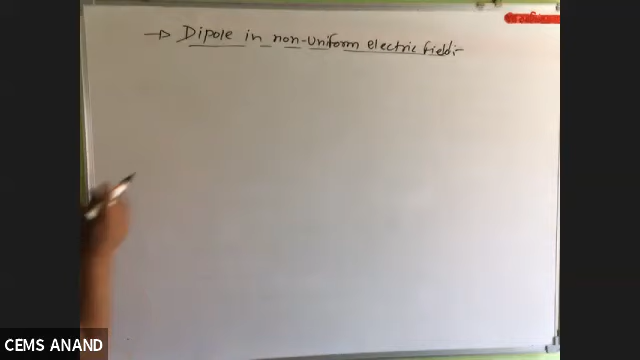 → Dipole in non-uniform electric field:-
CEMS ANAND